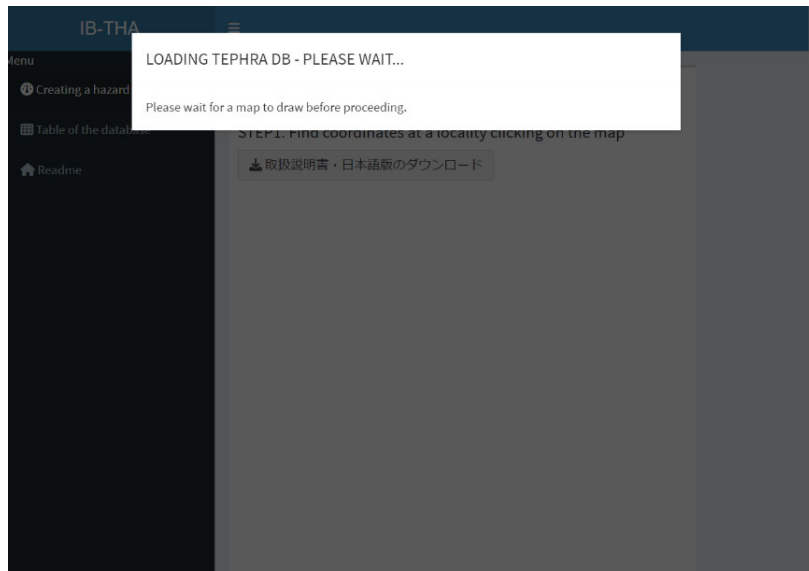 IB-THA
LOADING TEPHRA DB - PLEASE WAIT...
Please wait for a map to draw before proceeding.
Menu
Creating a hazard
Table of the database
Readme
STEP1. Find coordinates at a locality clicking on the map
取扱説明書・日本語版のダウンロード